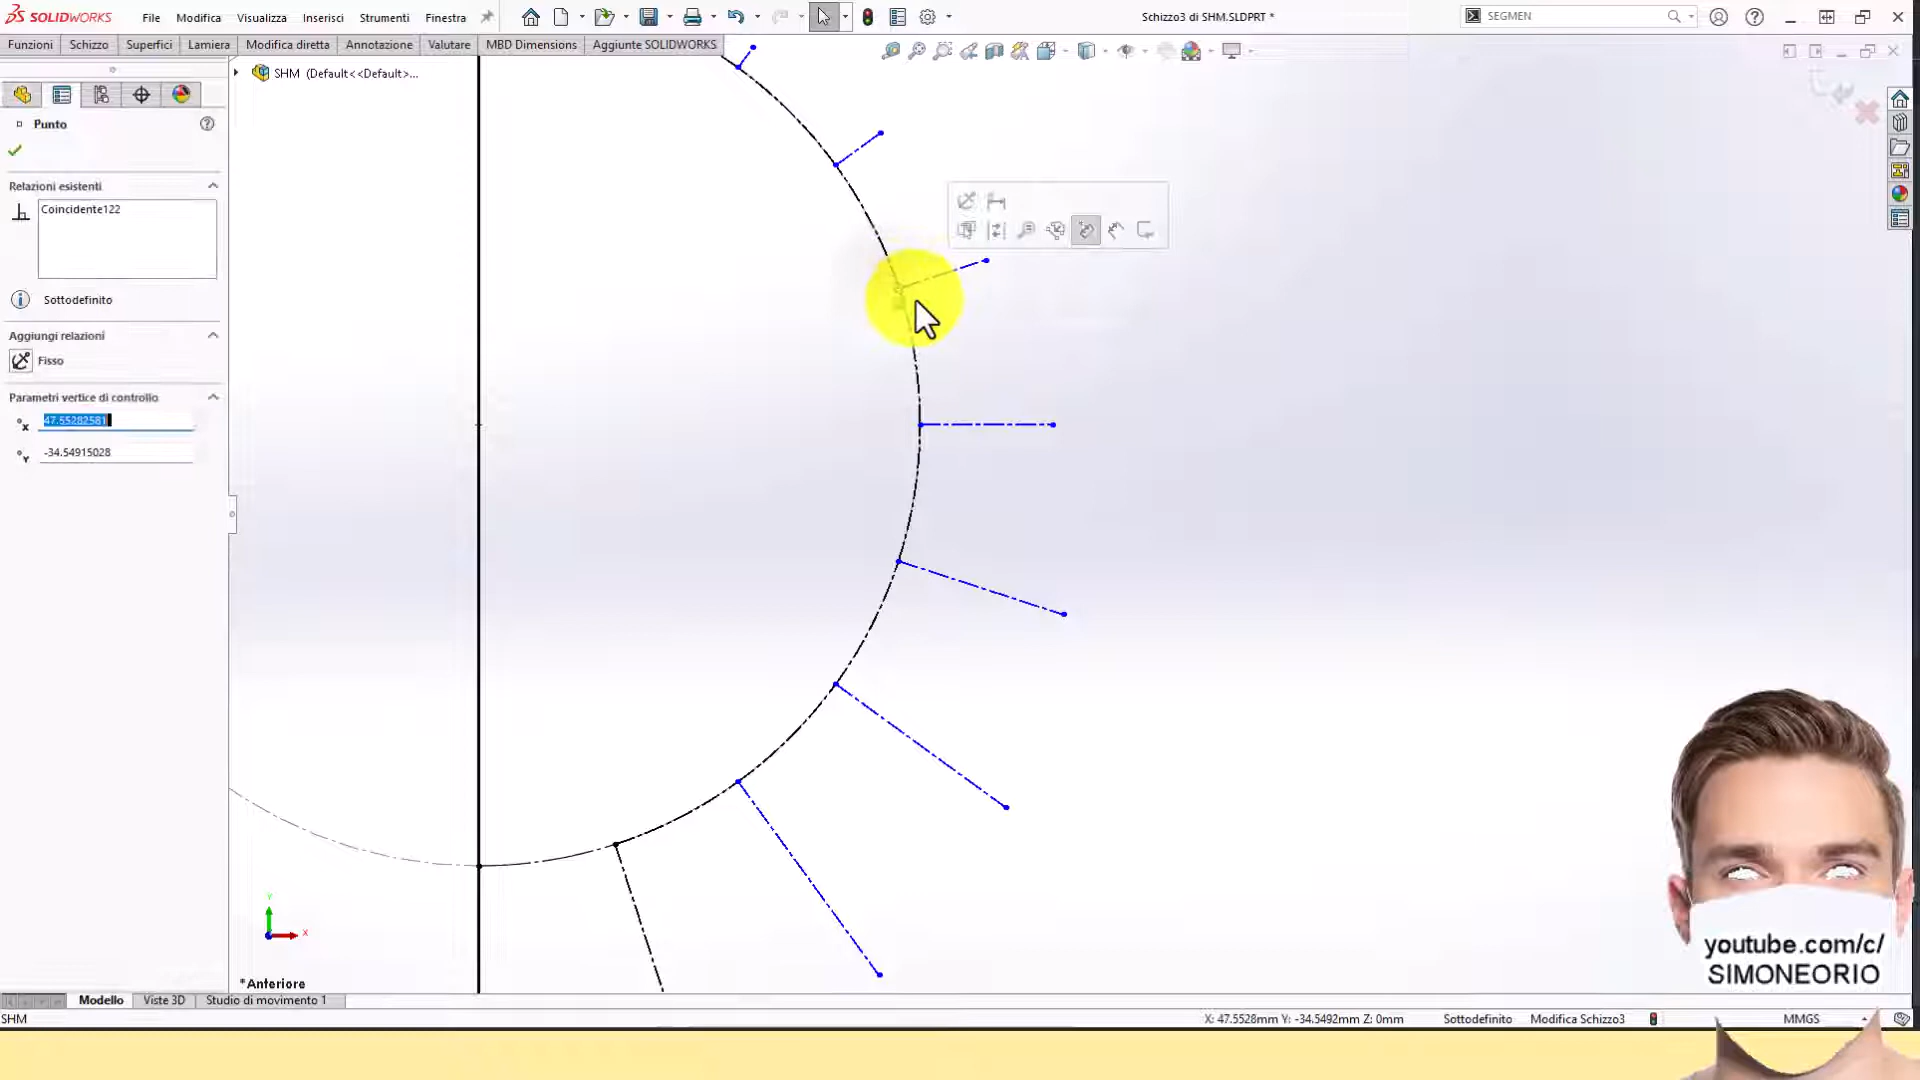 SOLIDWORKS File Modifica Visualizza Inserisci Strumenti Finestra Schizzo3 di SHM.SLDPRT * SEGMEN
Funzioni Schizzo Superfici Lamiera Modifica diretta Annotazione Valutare MBD Dimensions Aggiunte SOLIDWORKS
SHM (Default<<Default>...
Punto
Relazioni esistenti
Coincidente122
Sottodefinito
Aggiungi relazioni
Fisso
Parametri vertice di controllo
47.55282581
-34.54915028
Y
X
*Anteriore
Modello Viste 3D Studio di movimento 1
SHM X: 47.5528mm Y: -34.5492mm Z: 0mm Sottodefinito Modifica Schizzo3 MMGS
youtube.com/c/
SIMONEORIO